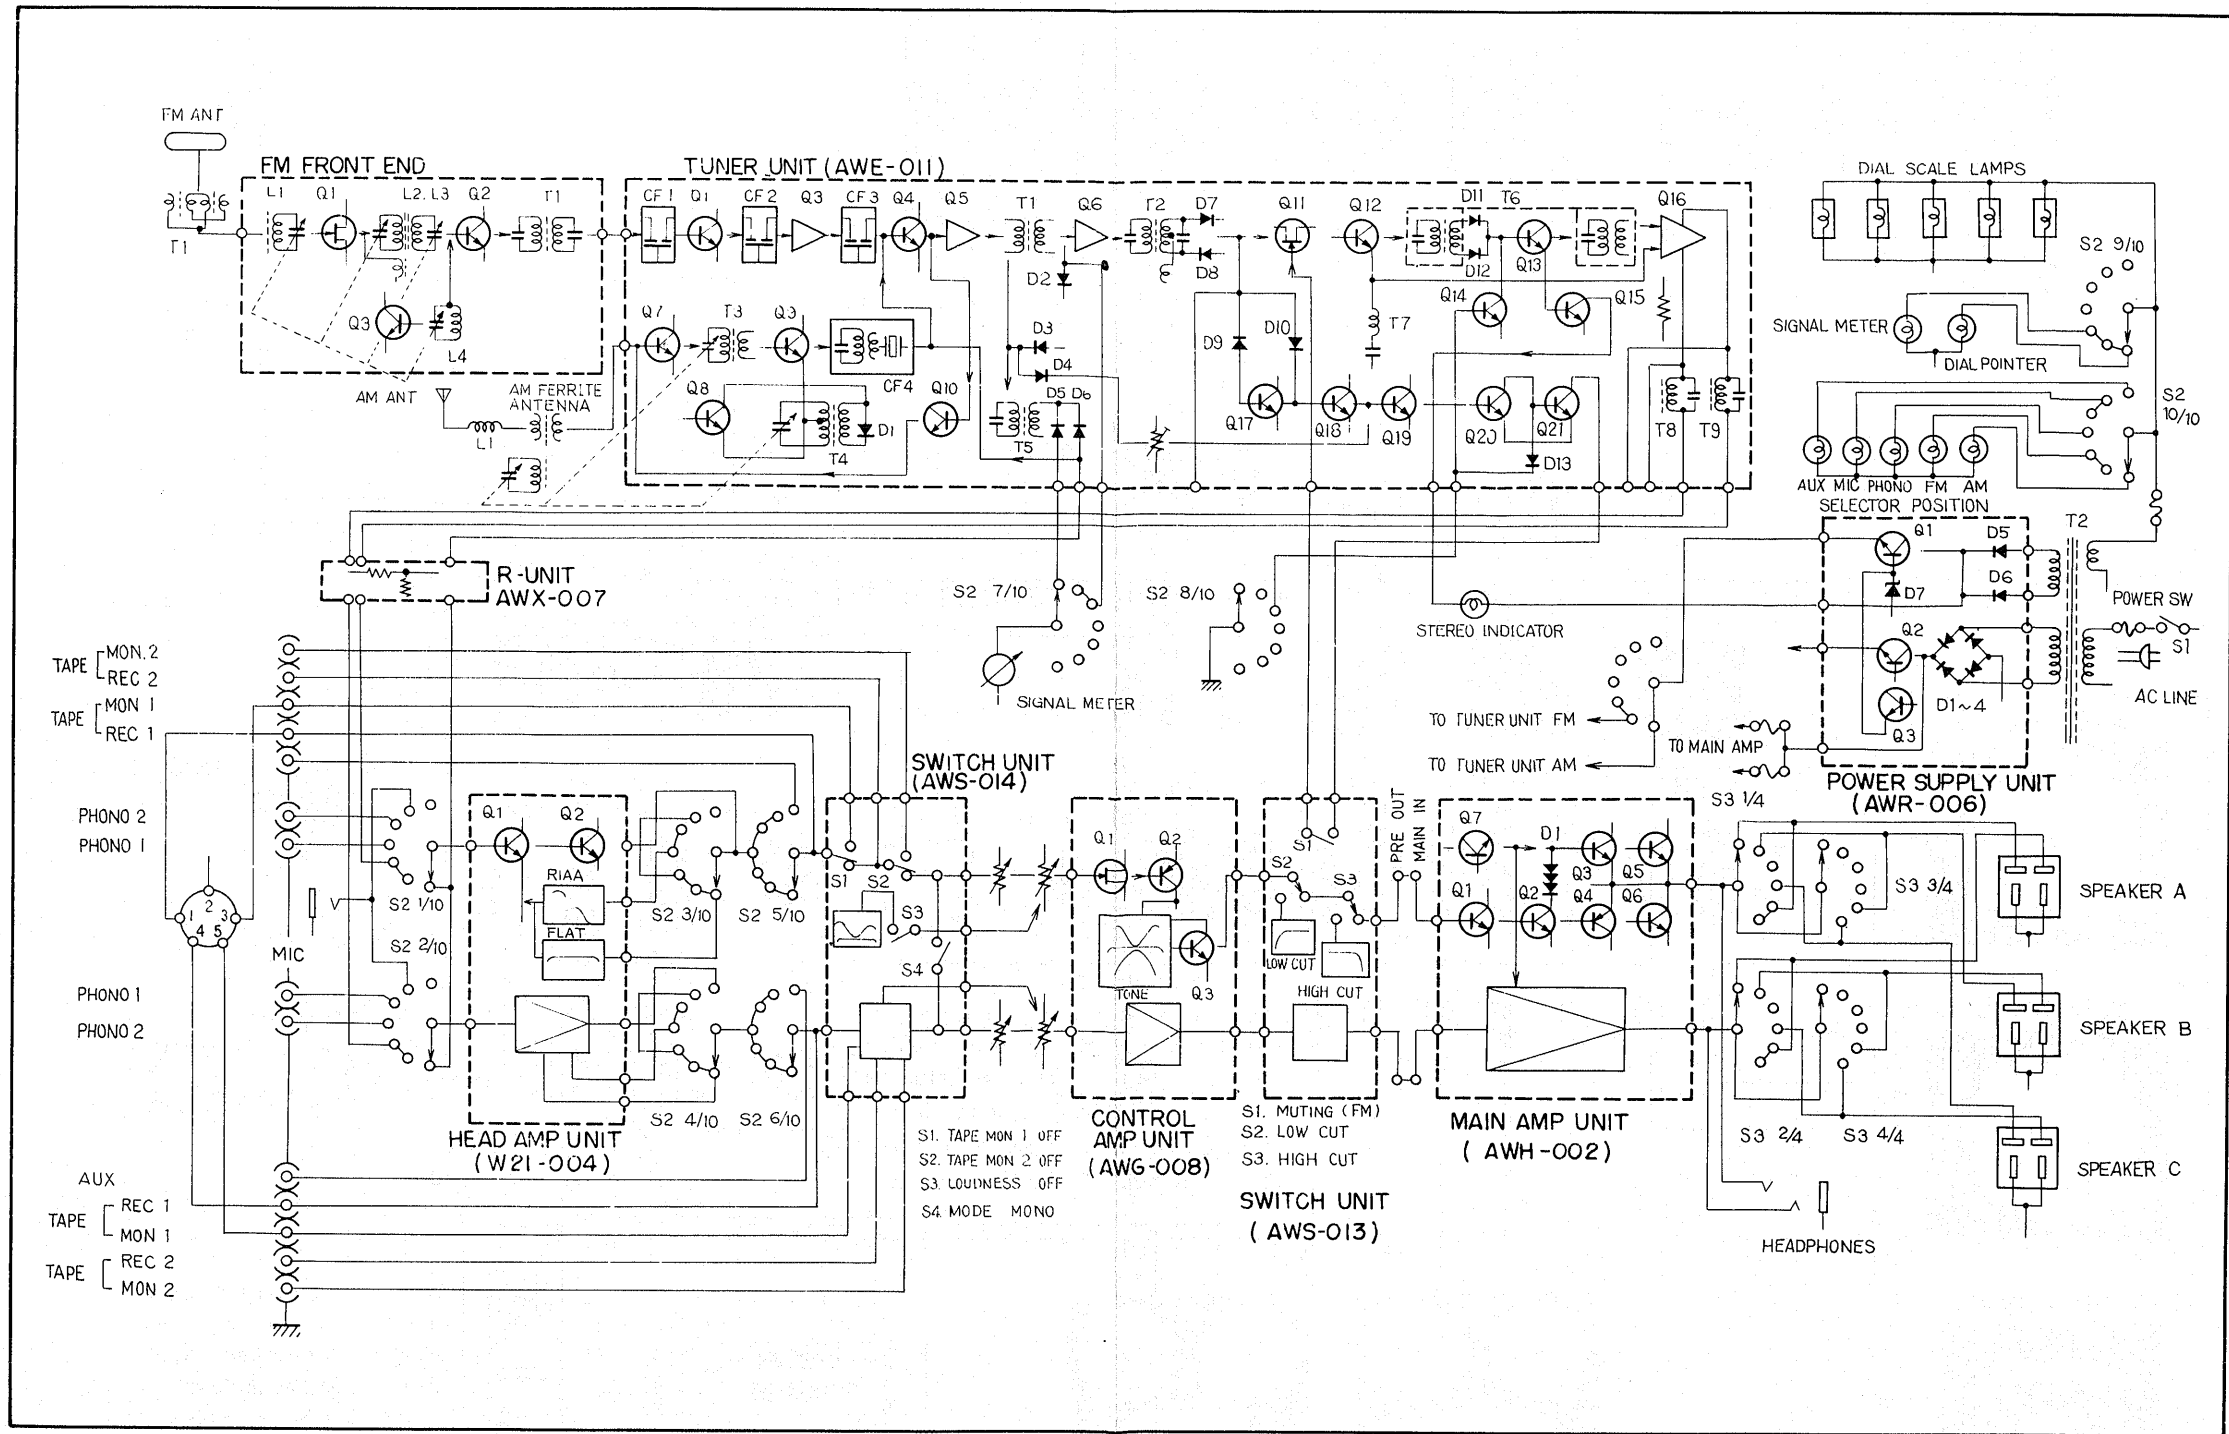 FM ANT
T1
FM FRONT END
L1
Q1
L2. L3
Q2
T1
Q3
L4
AM ANT
AM FERRITE
ANTENNA
L1
TUNER UNIT (AWE-011)
CF 1
Q1
CF 2
Q3
CF 3
Q4
Q5
T1
Q6
T2
D7
Q11
Q12
D11
T6
Q16
D2
D8
D12
Q13
Q7
T3
Q9
CF4
D3
D4
D9
D10
T7
Q14
Q15
Q8
T4
D1
Q10
T5
D5
D6
Q17
Q18
Q19
Q20
Q21
D13
T8
T9
DIAL SCALE LAMPS
S2 9/10
SIGNAL METER
DIAL POINTER
S2
10/10
AUX MIC PHONO FM AM
SELECTOR POSITION
R-UNIT
AWX-007
S2 7/10
SIGNAL METER
S2 8/10
STEREO INDICATOR
TO TUNER UNIT FM
TO TUNER UNIT AM
Q1
D5
D6
D7
Q2
D1~4
Q3
T2
POWER SW
S1
AC LINE
TO MAIN AMP
POWER SUPPLY UNIT
(AWR-006)
TAPE
MON. 2
REC 2
TAPE
MON 1
REC 1
PHONO 2
PHONO 1
1
2
3
4
5
MIC
PHONO 1
PHONO 2
AUX
TAPE
REC 1
MON 1
TAPE
REC 2
MON 2
S2 1/10
S2 2/10
Q1
Q2
RIAA
FLAT
HEAD AMP UNIT
(W21-004)
S2 3/10
S2 5/10
S2 4/10
S2 6/10
SWITCH UNIT
(AWS-014)
S1
S2
S3
S4
S1. TAPE MON 1 OFF
S2. TAPE MON 2 OFF
S3. LOUDNESS OFF
S4. MODE MONO
Q1
Q2
TONE
Q3
CONTROL
AMP UNIT
(AWG-008)
S1
S2
S3
LOW CUT
HIGH CUT
S1. MUTING (FM)
S2. LOW CUT
S3. HIGH CUT
SWITCH UNIT
(AWS-013)
PRE OUT
MAIN IN
Q7
D1
Q3
Q5
Q1
Q2
Q4
Q6
MAIN AMP UNIT
(AWH-002)
S3 1/4
S3 3/4
S3 2/4
S3 4/4
SPEAKER A
SPEAKER B
SPEAKER C
HEADPHONES